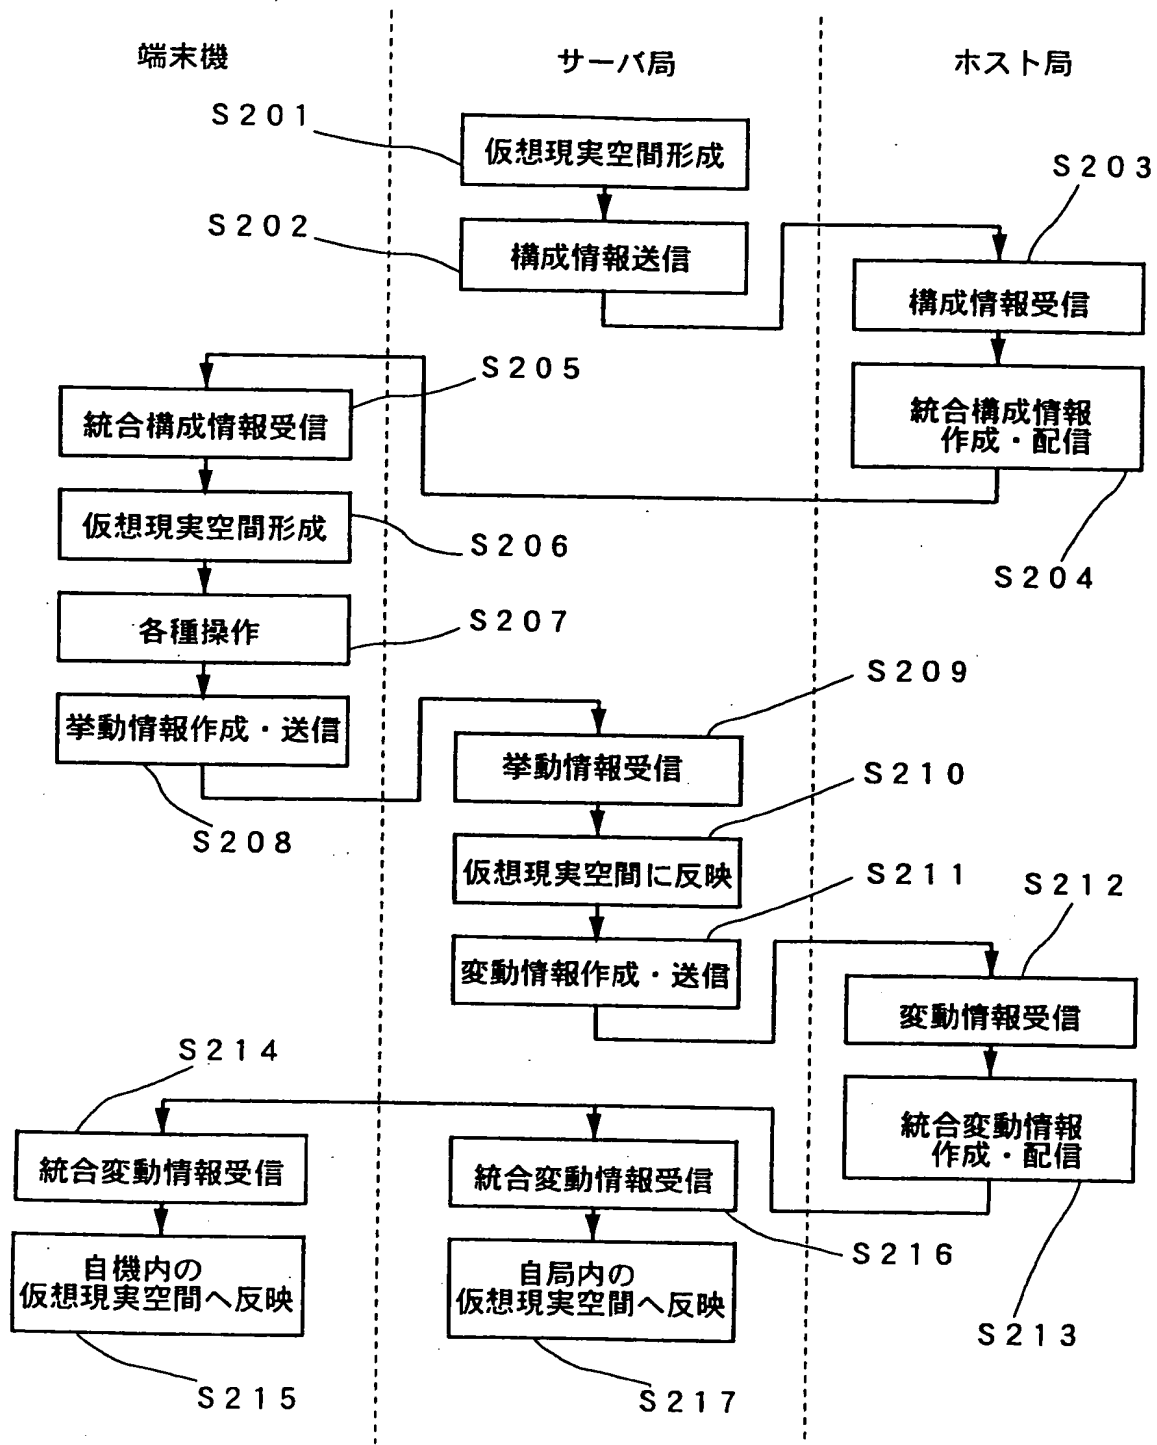 端末機
サーバ局
ホスト局
S201
仮想現実空間形成
S203
S202
構成情報送信
構成情報受信
S205
統合構成情報受信
統合構成情報
作成・配信
仮想現実空間形成
S206
S204
各種操作
S207
S209
挙動情報作成・送信
挙動情報受信
S210
S208
仮想現実空間に反映
S211
S212
変動情報作成・送信
変動情報受信
S214
統合変動情報
作成・配信
統合変動情報受信
統合変動情報受信
S216
自機内の
仮想現実空間へ反映
自局内の
仮想現実空間へ反映
S213
S215
S217